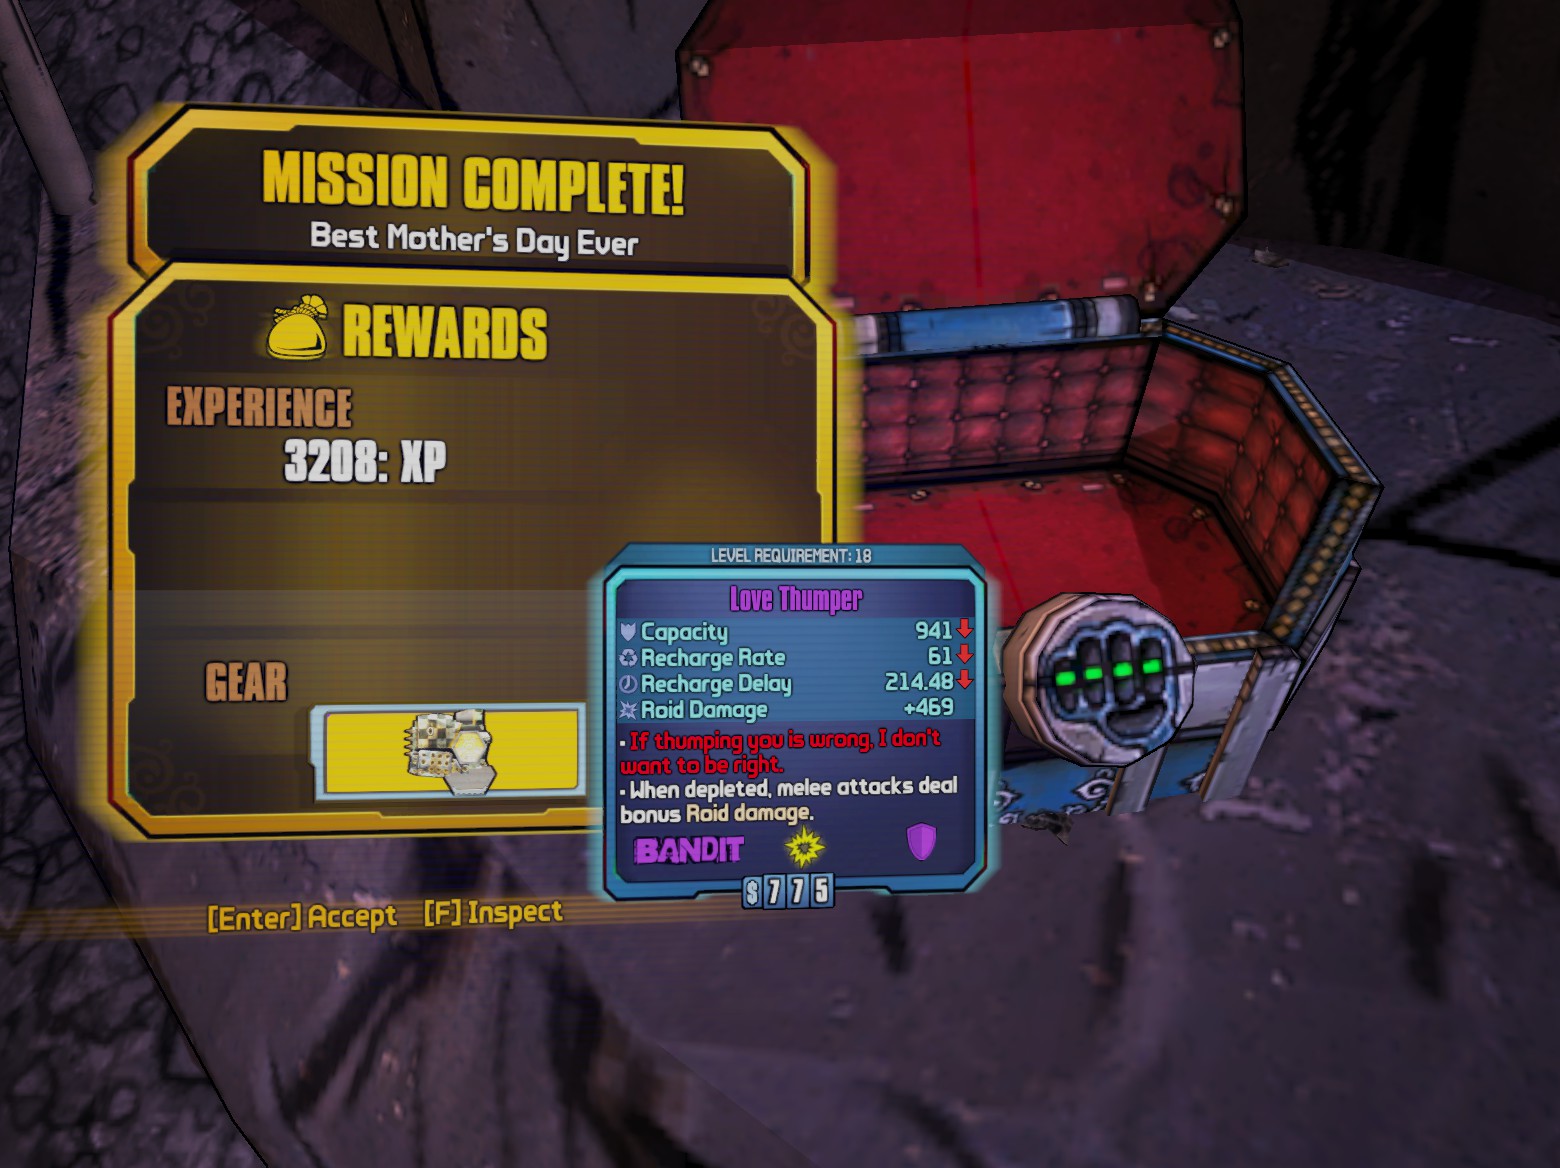 MISSION COMPLETE!
Best Mother's Day Ever
REWARDS
EXPERIENCE
3208: XP
GEAR
LEVEL REQUIREMENT: 18
Love Thumper
Capacity 941
Recharge Rate 61
Recharge Delay 214.48
Roid Damage +469
• If thumping you is wrong, I don't
want to be right.
• When depleted, melee attacks deal
bonus Roid damage.
BANDIT
$775
[Enter] Accept [F] Inspect